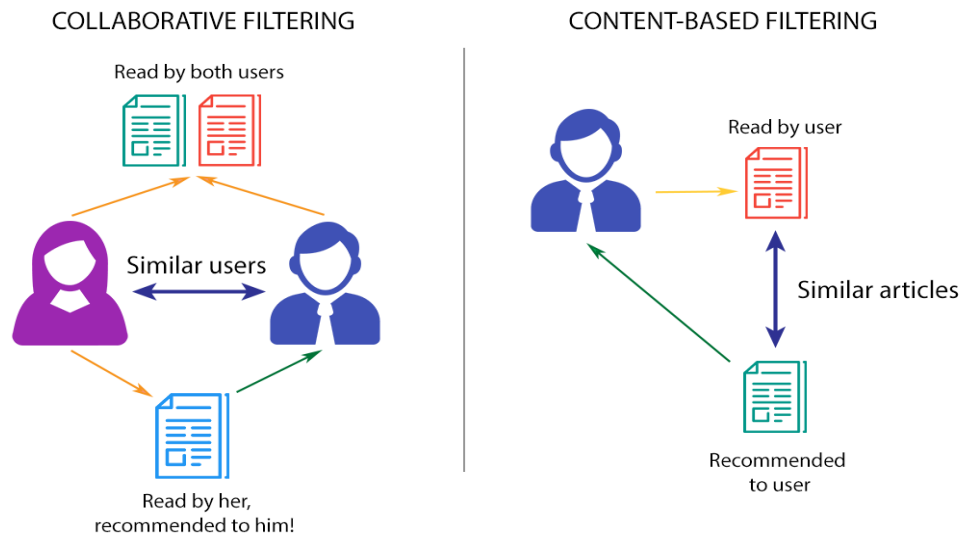 COLLABORATIVE FILTERING
Read by both users
Similar users
Read by her,
recommended to him!
CONTENT-BASED FILTERING
Read by user
Similar articles
Recommended
to user